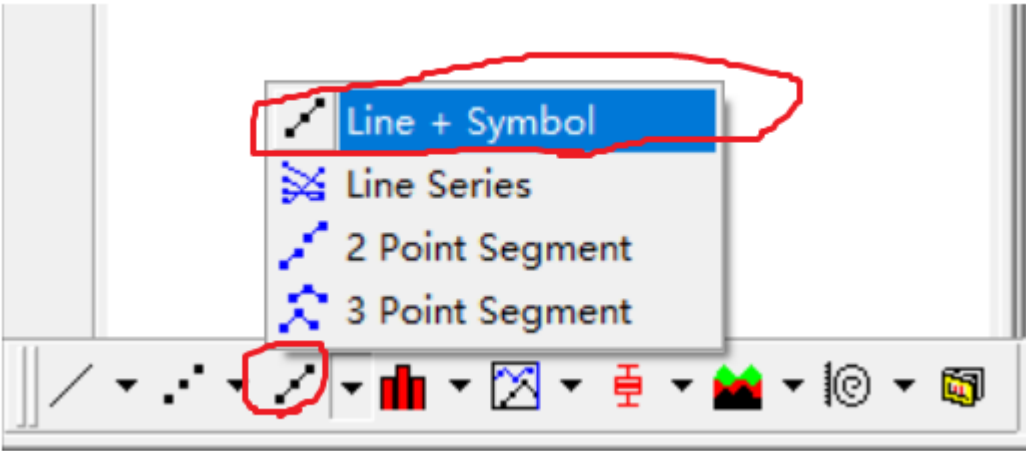 Line + Symbol
Line Series
2 Point Segment
3 Point Segment